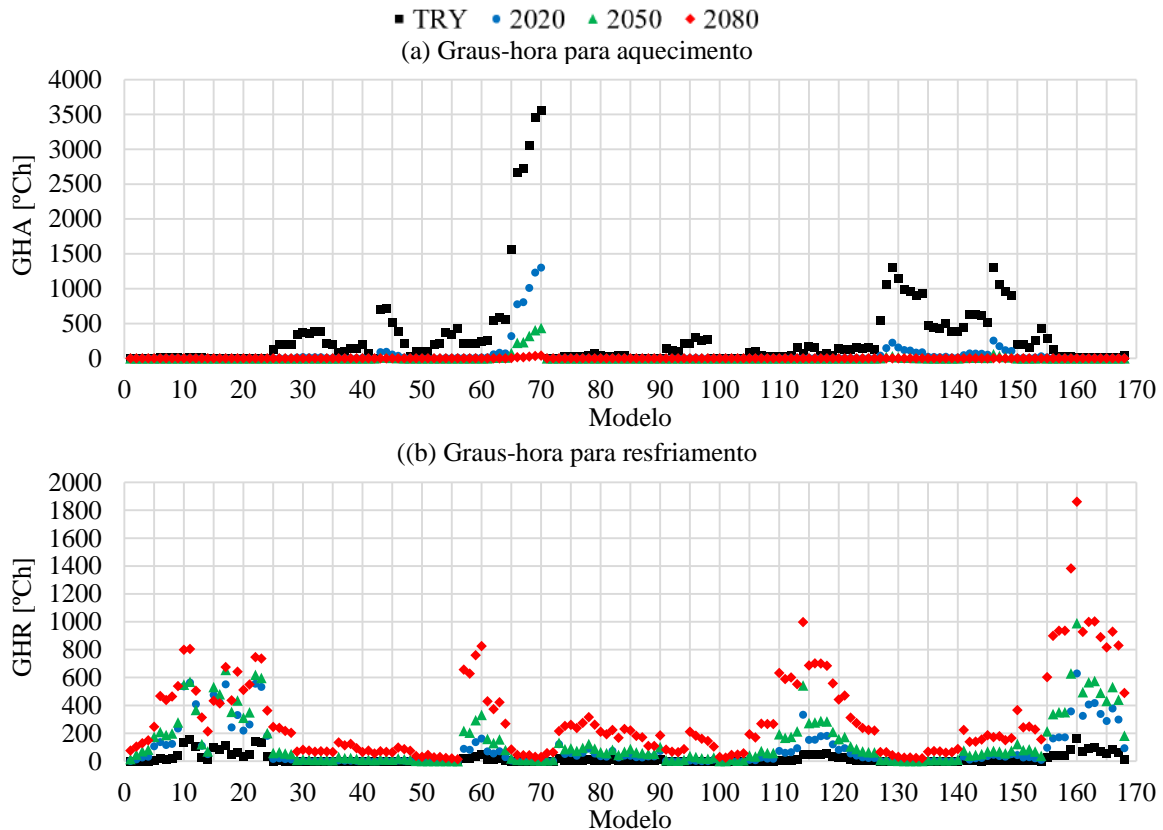 TRY 2020 2050 2080
(a) Graus-hora para aquecimento
4000
3500
3000
2500
2000
1500
1000
500
0
GHA [ºCh]
0 10 20 30 40 50 60 70 80 90 100 110 120 130 140 150 160 170
Modelo
((b) Graus-hora para resfriamento
2000
1800
1600
1400
1200
1000
800
600
400
200
0
GHR [ºCh]
0 10 20 30 40 50 60 70 80 90 100 110 120 130 140 150 160 170
Modelo